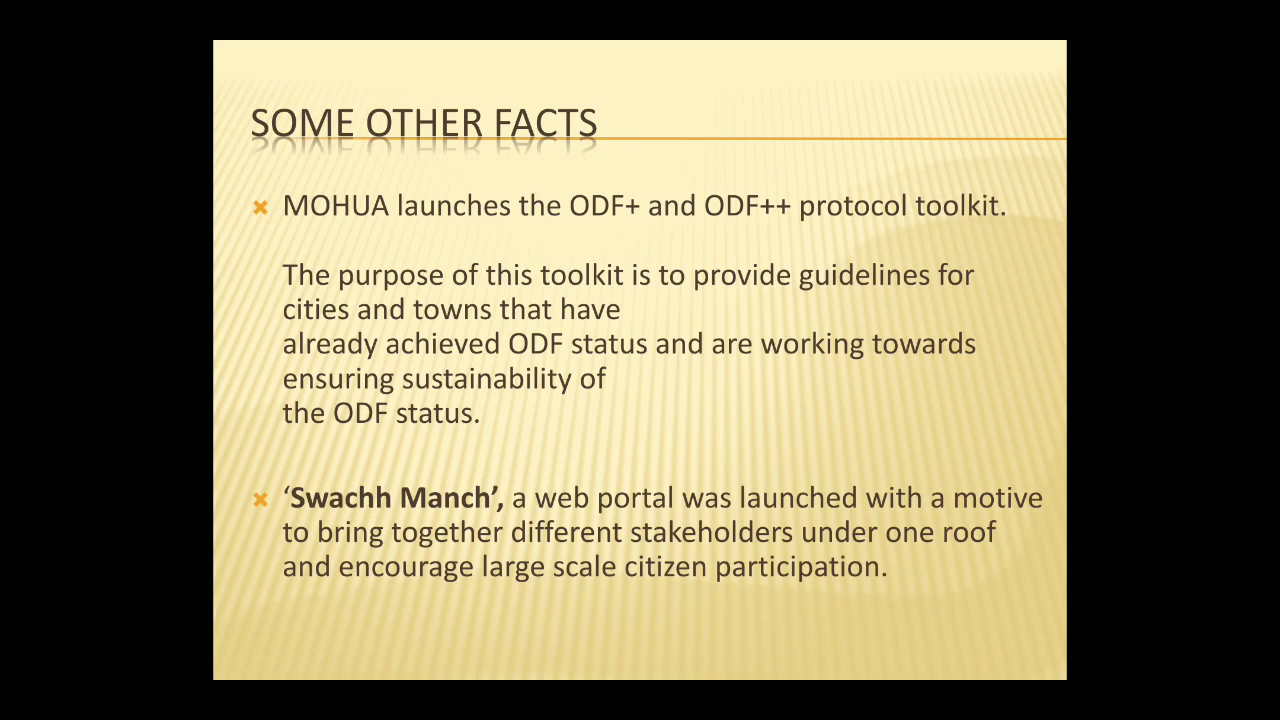 SOME OTHER FACTS
MOHUA launches the ODF+ and ODF++ protocol toolkit.
The purpose of this toolkit is to provide guidelines for
cities and towns that have
already achieved ODF status and are working towards
ensuring sustainability of
the ODF status.
‘Swachh Manch’, a web portal was launched with a motive
to bring together different stakeholders under one roof
and encourage large scale citizen participation.